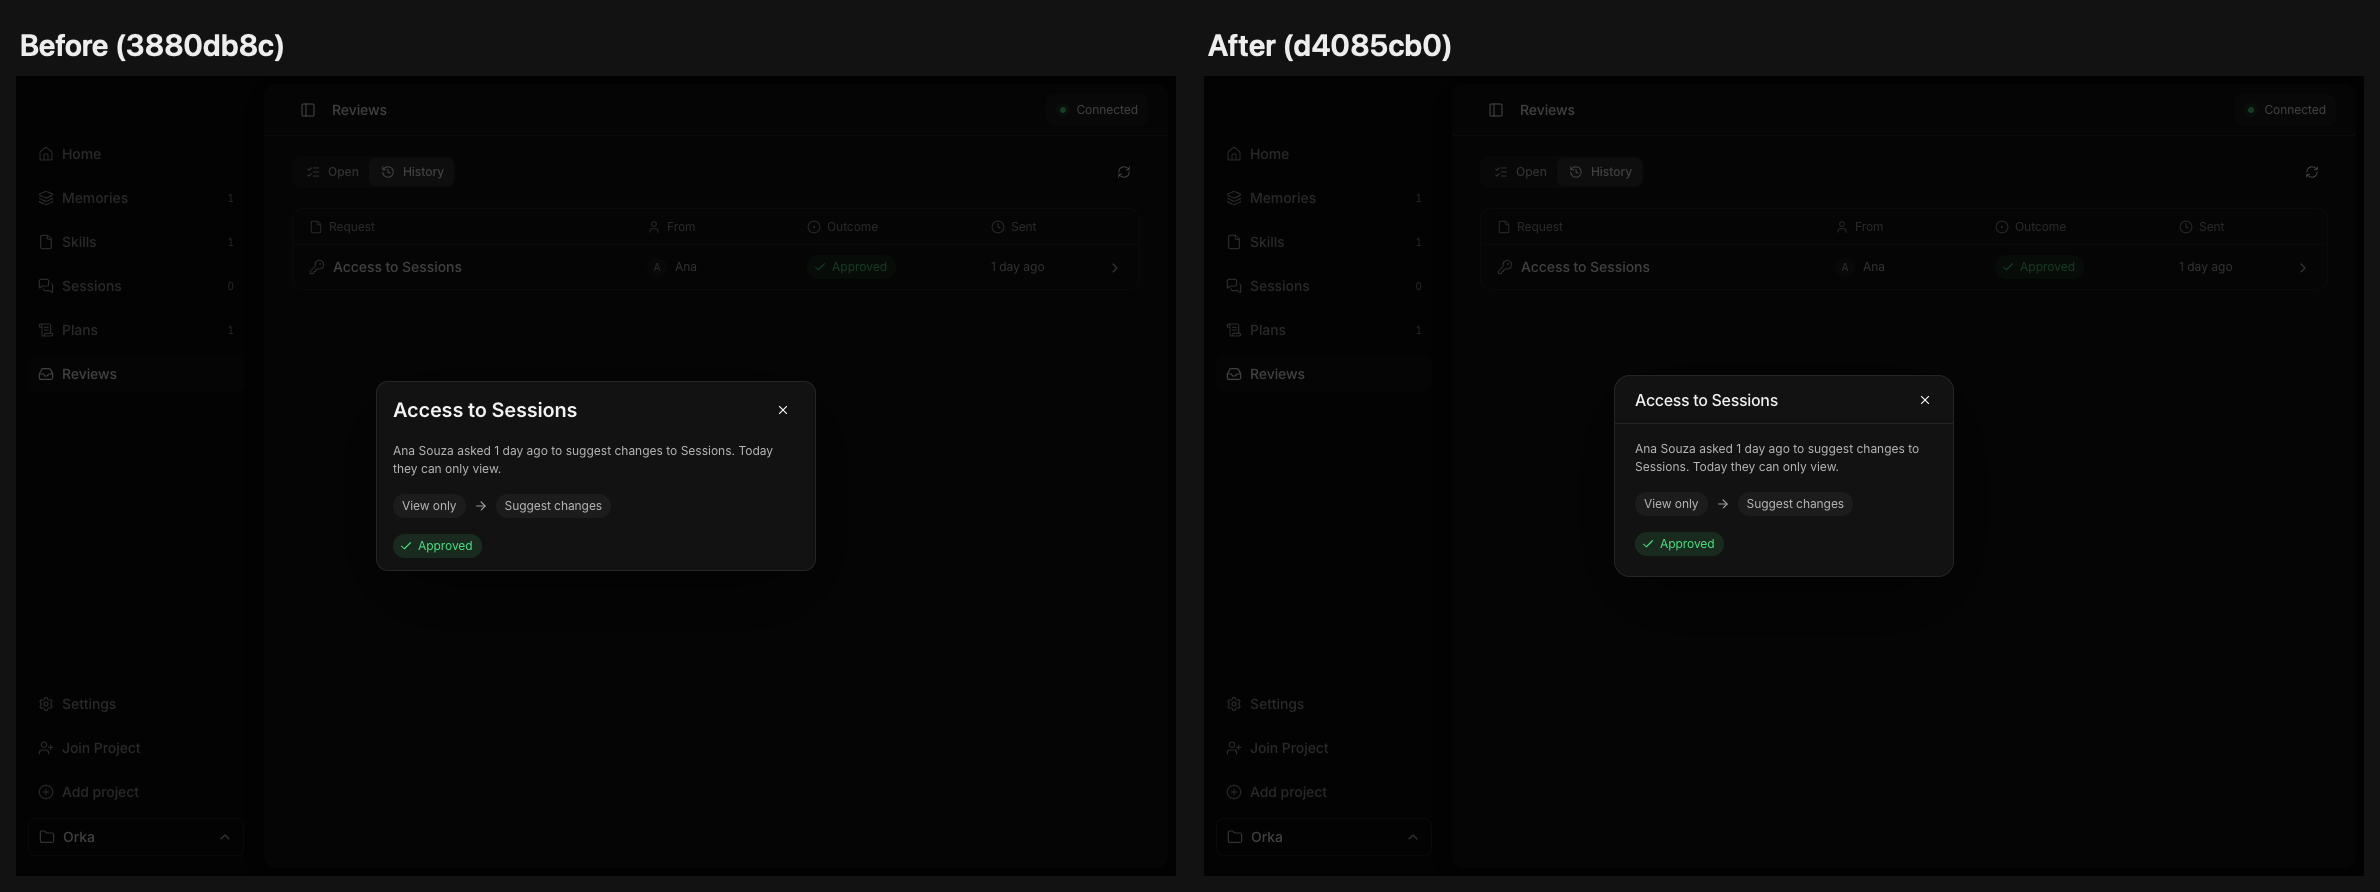 Before (3880db8c)
Reviews
Connected
Home
Memories 1
Skills 1
Sessions 0
Plans 1
Reviews
Open History
Request From Outcome Sent
Access to Sessions A Ana Approved 1 day ago
Access to Sessions
Ana Souza asked 1 day ago to suggest changes to Sessions. Today
they can only view.
View only → Suggest changes
Approved
Settings
Join Project
Add project
Orka
After (d4085cb0)
Reviews
Connected
Home
Memories 1
Skills 1
Sessions 0
Plans 1
Reviews
Open History
Request From Outcome Sent
Access to Sessions A Ana Approved 1 day ago
Access to Sessions
Ana Souza asked 1 day ago to suggest changes to
Sessions. Today they can only view.
View only → Suggest changes
Approved
Settings
Join Project
Add project
Orka